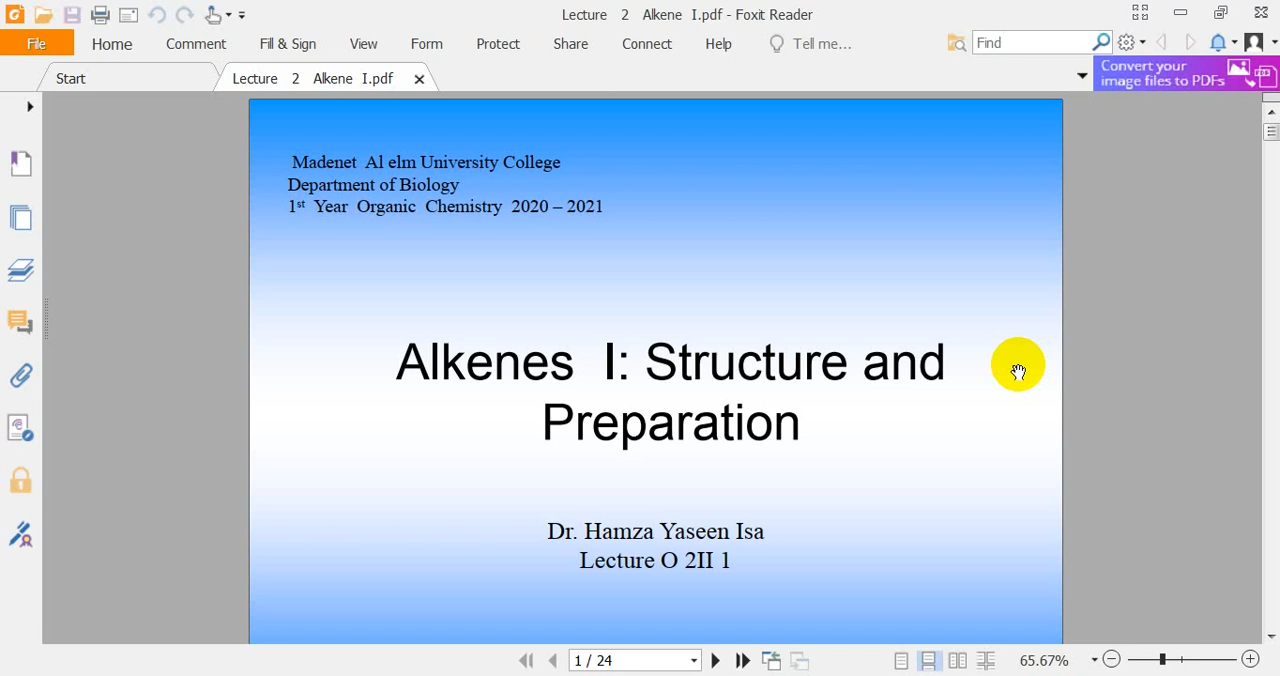 Lecture 2 Alkene I.pdf - Foxit Reader
File Home Comment Fill & Sign View Form Protect Share Connect Help Tell me... Find
Start Lecture 2 Alkene I.pdf
Convert your
image files to PDFs
Madenet Al elm University College
Department of Biology
1st Year Organic Chemistry 2020 – 2021
Alkenes I: Structure and
Preparation
Dr. Hamza Yaseen Isa
Lecture O 2II 1
1 / 24 65.67%